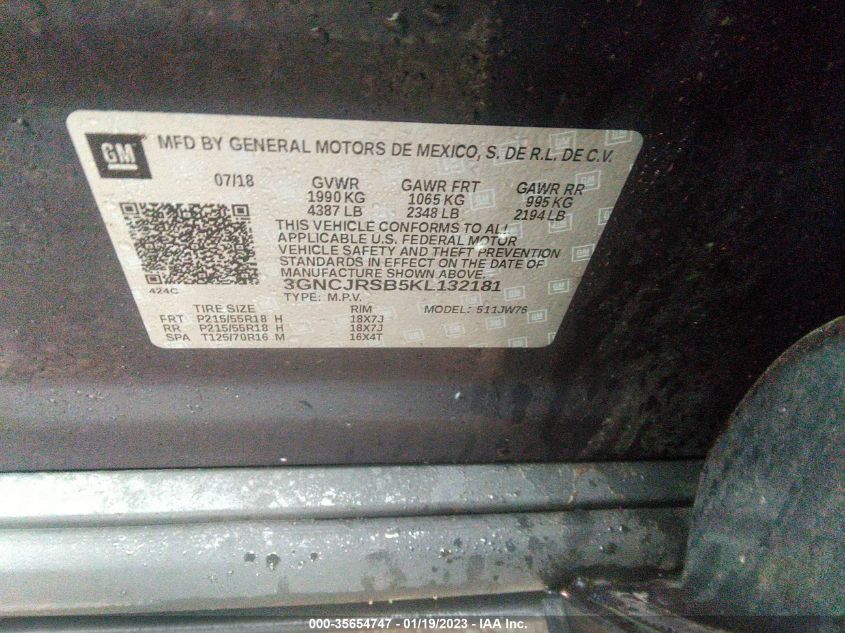 GM
MFD BY GENERAL MOTORS DE MEXICO, S. DE R.L. DE C.V.
07/18 GVWR GAWR FRT GAWR RR
1990 KG 1065 KG 995 KG
4387 LB 2348 LB 2194 LB
THIS VEHICLE CONFORMS TO ALL
APPLICABLE U.S. FEDERAL MOTOR
VEHICLE SAFETY AND THEFT PREVENTION
STANDARDS IN EFFECT ON THE DATE OF
MANUFACTURE SHOWN ABOVE.
424C 3GNCJRSB5KL132181
TYPE: M.P.V.
TIRE SIZE RIM MODEL: 511JW76
FRT P215/55R18 H 18X7J
RR P215/55R18 H 18X7J
SPA T125/70R16 M 16X4T
000-35654747 - 01/19/2023 - IAA Inc.